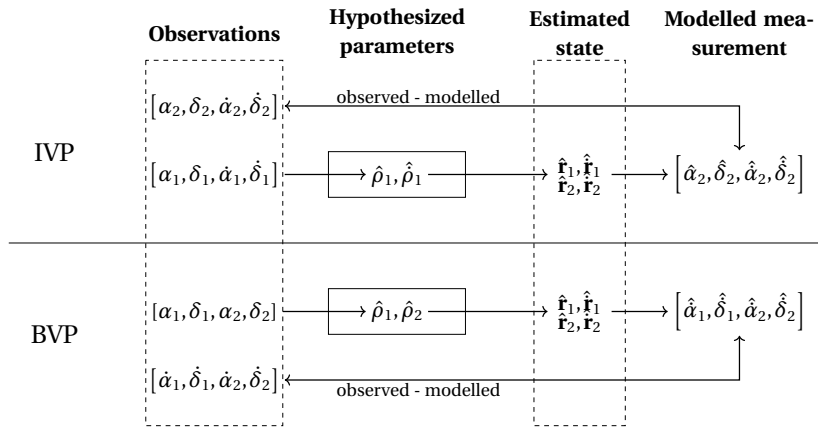 Observations
Hypothesized
parameters
Estimated
state
Modelled mea-
surement
IVP
[α₂, δ₂, α̇₂, δ̇₂]
observed - modelled
[α₁, δ₁, α̇₁, δ̇₁]
ρ̂₁, ρ̂̇₁
r̂₁, r̂̇₁
r̂₂, r̂̇₂
[α̂₂, δ̂₂, α̂̇₂, δ̂̇₂]
BVP
[α₁, δ₁, α₂, δ₂]
ρ̂₁, ρ̂₂
r̂₁, r̂̇₁
r̂₂, r̂̇₂
[α̂̇₁, δ̂̇₁, α̂̇₂, δ̂̇₂]
[α̇₁, δ̇₁, α̇₂, δ̇₂]
observed - modelled